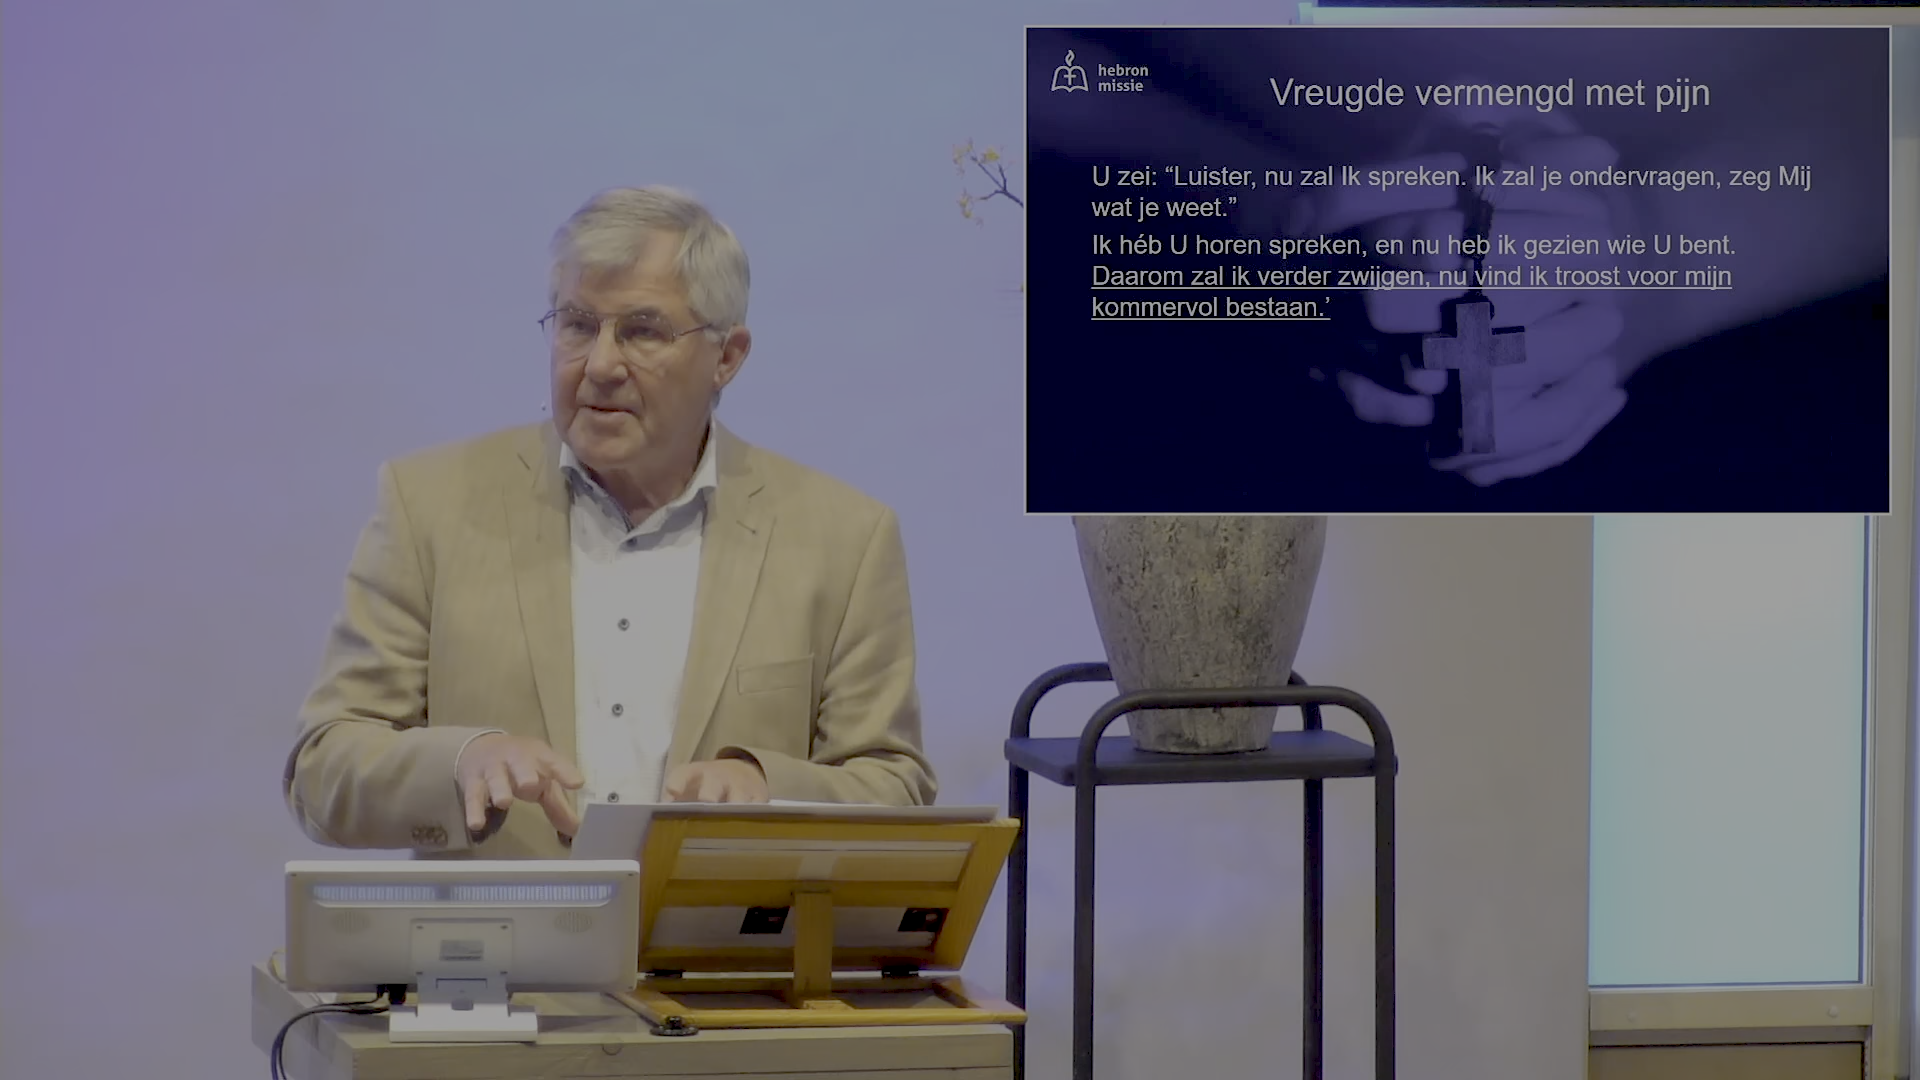 hebron
missie
Vreugde vermengd met pijn
U zei: “Luister, nu zal Ik spreken. Ik zal je ondervragen, zeg Mij
wat je weet.”
Ik héb U horen spreken, en nu heb ik gezien wie U bent.
Daarom zal ik verder zwijgen, nu vind ik troost voor mijn
kommervol bestaan.’